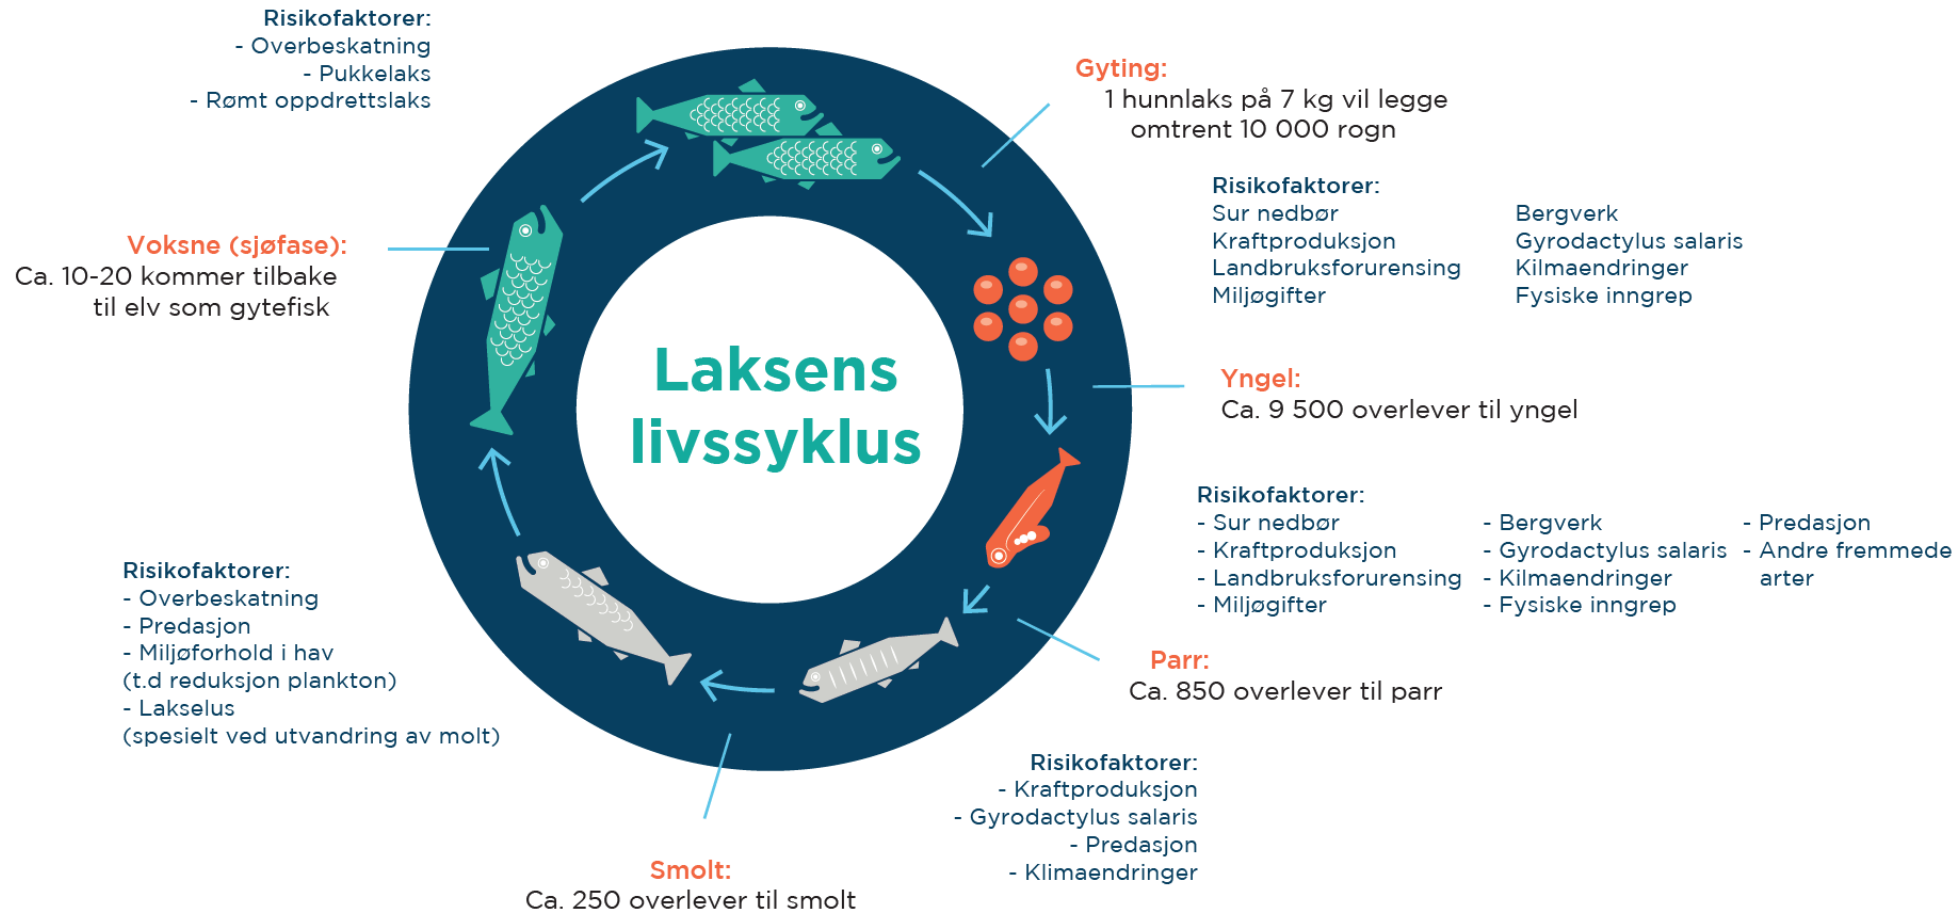 Laksens
livssyklus
Gyting:
1 hunnlaks på 7 kg vil legge
omtrent 10 000 rogn
Risikofaktorer:
Sur nedbør
Kraftproduksjon
Landbruksforurensing
Miljøgifter
Bergverk
Gyrodactylus salaris
Kilmaendringer
Fysiske inngrep
Yngel:
Ca. 9 500 overlever til yngel
Risikofaktorer:
- Sur nedbør
- Kraftproduksjon
- Landbruksforurensing
- Miljøgifter
- Bergverk
- Gyrodactylus salaris
- Kilmaendringer
- Fysiske inngrep
- Predasjon
- Andre fremmede
arter
Parr:
Ca. 850 overlever til parr
Risikofaktorer:
- Kraftproduksjon
- Gyrodactylus salaris
- Predasjon
- Klimaendringer
Smolt:
Ca. 250 overlever til smolt
Risikofaktorer:
- Overbeskatning
- Predasjon
- Miljøforhold i hav
(t.d reduksjon plankton)
- Lakselus
(spesielt ved utvandring av molt)
Voksne (sjøfase):
Ca. 10-20 kommer tilbake
til elv som gytefisk
Risikofaktorer:
- Overbeskatning
- Pukkelaks
- Rømt oppdrettslaks